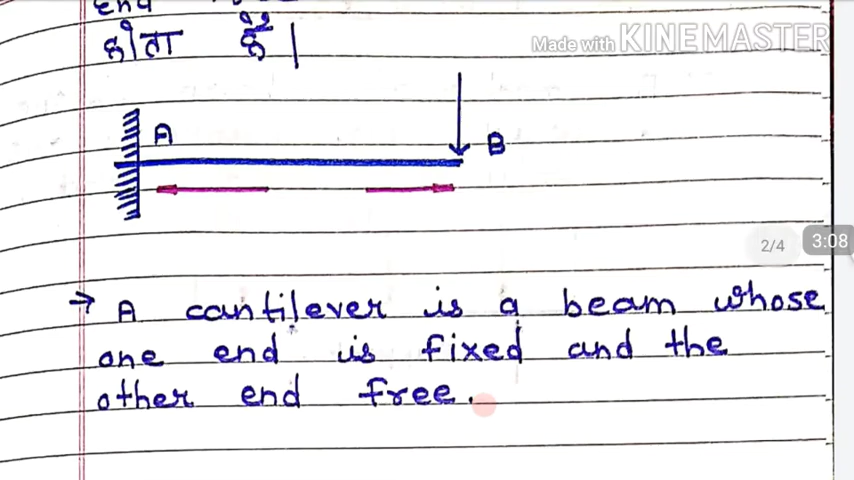 end
होता है |
Made with KINEMASTER
A
B
2/4
3:08
→ A cantilever is a beam whose
one end is fixed and the
other end free.